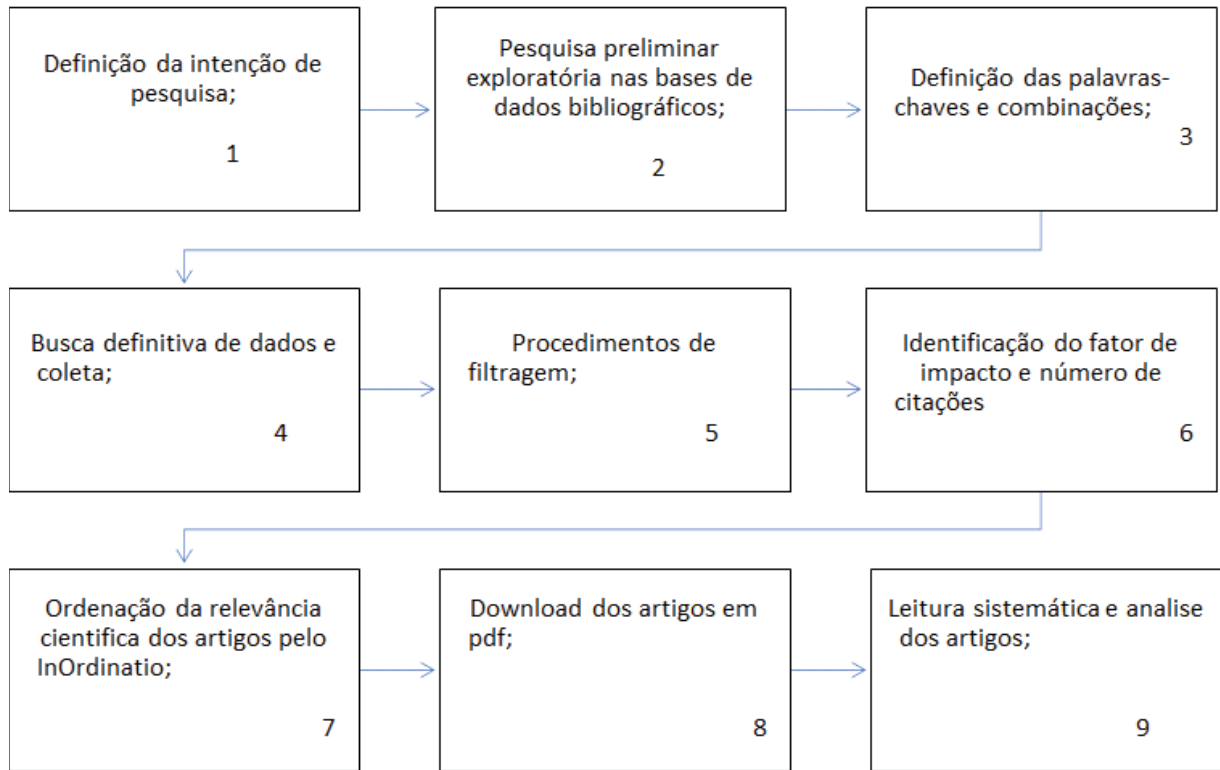 Definição da intenção de
pesquisa;
1
Pesquisa preliminar
exploratória nas bases de
dados bibliográficos;
2
Definição das palavras-
chaves e combinações;
3
Busca definitiva de dados e
coleta;
4
Procedimentos de
filtragem;
5
Identificação do fator de
impacto e número de
citações
6
Ordenação da relevância
cientifica dos artigos pelo
InOrdinatio;
7
Download dos artigos em
pdf;
8
Leitura sistemática e analise
dos artigos;
9